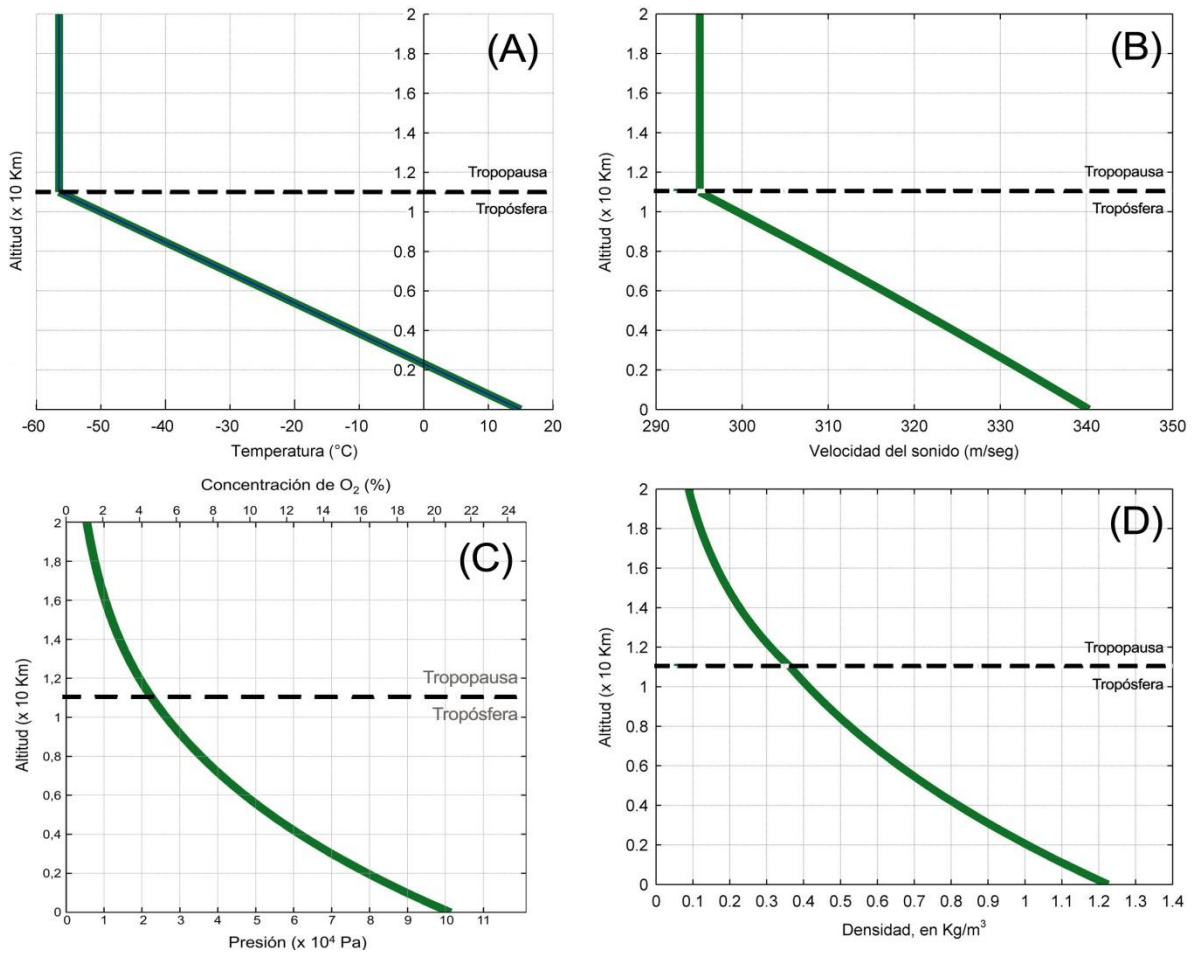 (A)
2
1.8
1.6
1.4
1.2
1
0.8
0.6
0.4
0.2
Altitud (x 10 Km)
Tropopausa
Tropósfera
-60 -50 -40 -30 -20 -10 0 10 20
Temperatura (°C)
(B)
2
1.8
1.6
1.4
1.2
1
0.8
0.6
0.4
0.2
0
Altitud (x 10 Km)
Tropopausa
Tropósfera
290 300 310 320 330 340 350
Velocidad del sonido (m/seg)
Concentración de O2 (%)
0 2 4 6 8 10 12 14 16 18 20 22 24
(C)
2
1,8
1,6
1,4
1,2
1
0,8
0,6
0,4
0,2
0
Altitud (x 10 Km)
Tropopausa
Tropósfera
0 1 2 3 4 5 6 7 8 9 10 11
Presión (x 10⁴ Pa)
(D)
2
1.8
1.6
1.4
1.2
1
0.8
0.6
0.4
0.2
0
Altitud (x 10 Km)
Tropopausa
Tropósfera
0 0.1 0.2 0.3 0.4 0.5 0.6 0.7 0.8 0.9 1 1.1 1.2 1.3 1.4
Densidad, en Kg/m³